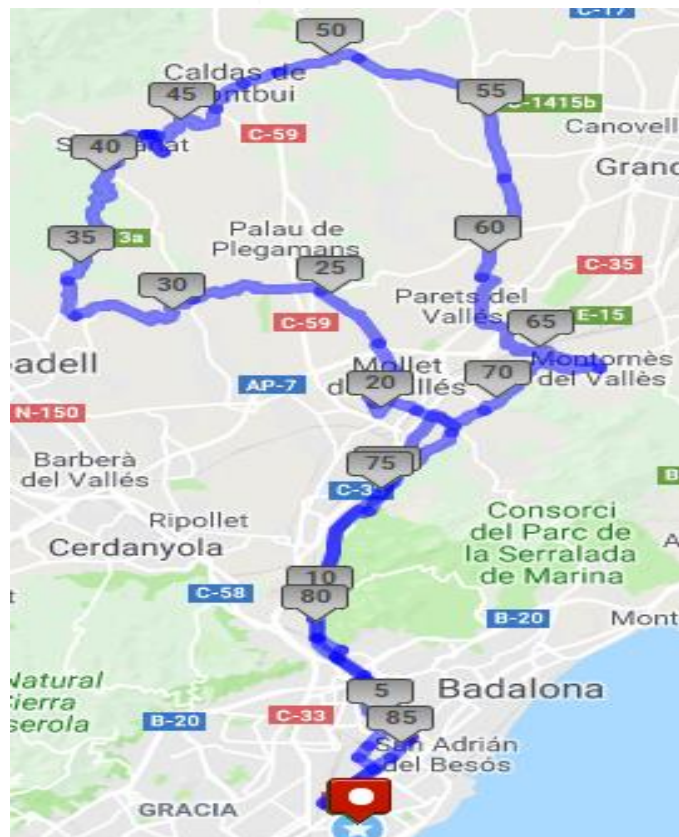 50
C-17
Caldas de
45
C-59
55
1415b
Canovell
40
Gran
35
3a
30
Palau de
Plegamans
25
60
C-35
Parets del
Vallés
65
E-15
C-59
Mollet
20
Montornès
del Vallès
70
AP-7
adell
N-150
Barberà
del Vallés
75
C-3
Ripollet
Cerdanyola
Consorci
del Parc de
la Serralada
de Marina
10
80
C-58
B-20
Mont
Natural
ierra
serola
B-20
C-33
5
Badalona
85
San Adrián
del Besós
GRACIA